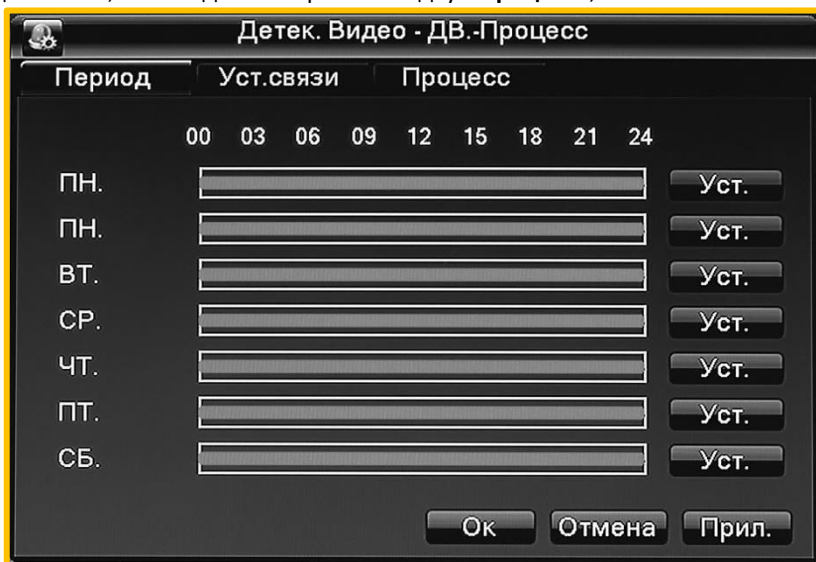 Детек. Видео - ДВ.-Процесс
Период Уст.связи Процесс
00 03 06 09 12 15 18 21 24
ПН. Уст.
ПН. Уст.
ВТ. Уст.
СР. Уст.
ЧТ. Уст.
ПТ. Уст.
СБ. Уст.
Ок Отмена Прил.